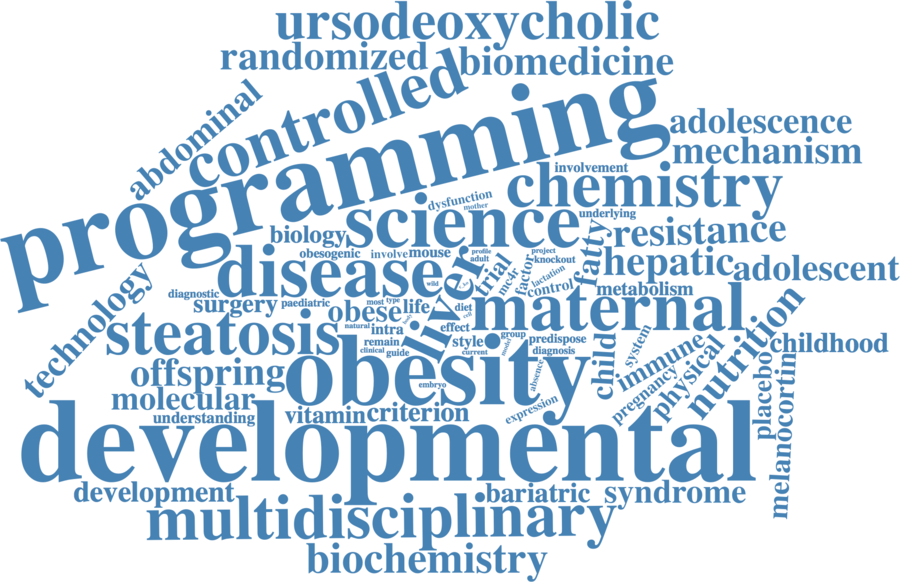 ursodeoxycholic
randomized
biomedicine
controlled
abdominal
programming
adolescence
mechanism
involvement
chemistry
dysfunction
mother
science
underlying
biology
resistance
obesogenic
involve
mouse
profile
adult
project
knockout
fatty
disease
liver
trial
mc4r
factor
lactation
control
hepatic
adolescent
metabolism
technology
diagnostic
surgery
paediatric
most
type
wild
obese
life
diet
cell
maternal
steatosis
natural
intra
body
effect
style
group
predispose
remain
clinical
guide
current
model
diagnosis
child
system
immune
physical
nutrition
childhood
offspring
obesity
embryo
absence
pregnancy
placebo
melanocortin
molecular
understanding
vitamin
criterion
expression
developmental
development
bariatric
syndrome
multidisciplinary
biochemistry